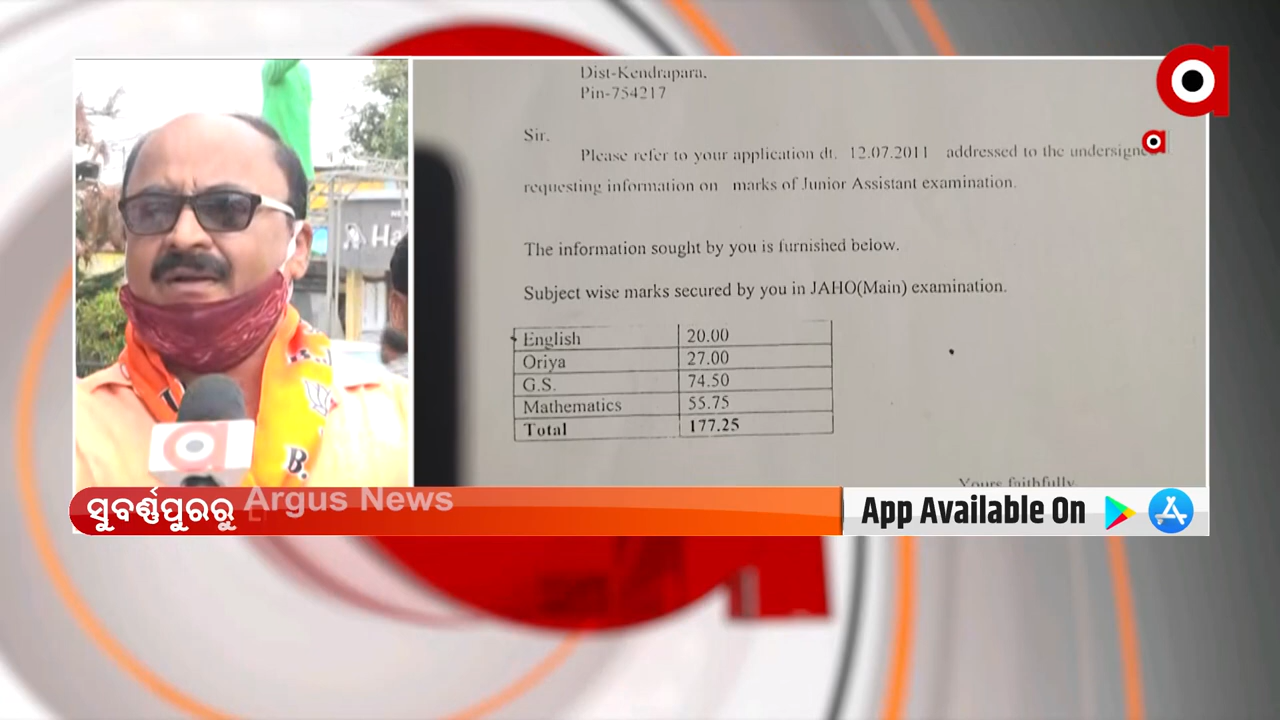 Dist-Kendrapara.
Pin-754217
Sir.
Please refer to your application dt. 12.07.2011 addressed to the undersigned
requesting information on marks of Junior Assistant examination.
The information sought by you is furnished below.
Subject wise marks secured by you in JAHO(Main) examination.
English 20.00
Oriya 27.00
G.S. 74.50
Mathematics 55.75
Total 177.25
Yours faithfully
Ha
B.
ସୁବର୍ଣ୍ଣପୁରରୁ
Argus News
App Available On